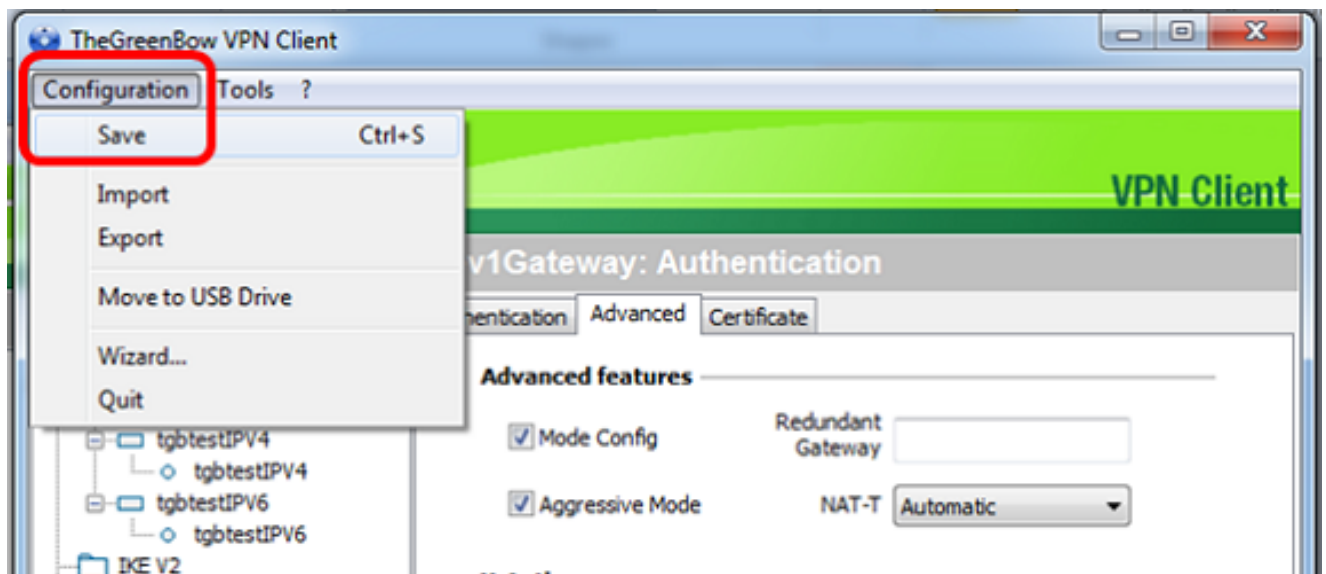 TheGreenBow VPN Client
Configuration Tools ?
Save Ctrl+S
Import
Export
Move to USB Drive
Wizard...
Quit
VPN Client
v1Gateway: Authentication
hentication Advanced Certificate
Advanced features
Mode Config Redundant Gateway
Aggressive Mode NAT-T Automatic
tgbtestIPV4
tgbtestIPV4
tgbtestIPV6
tgbtestIPV6
IKE V2